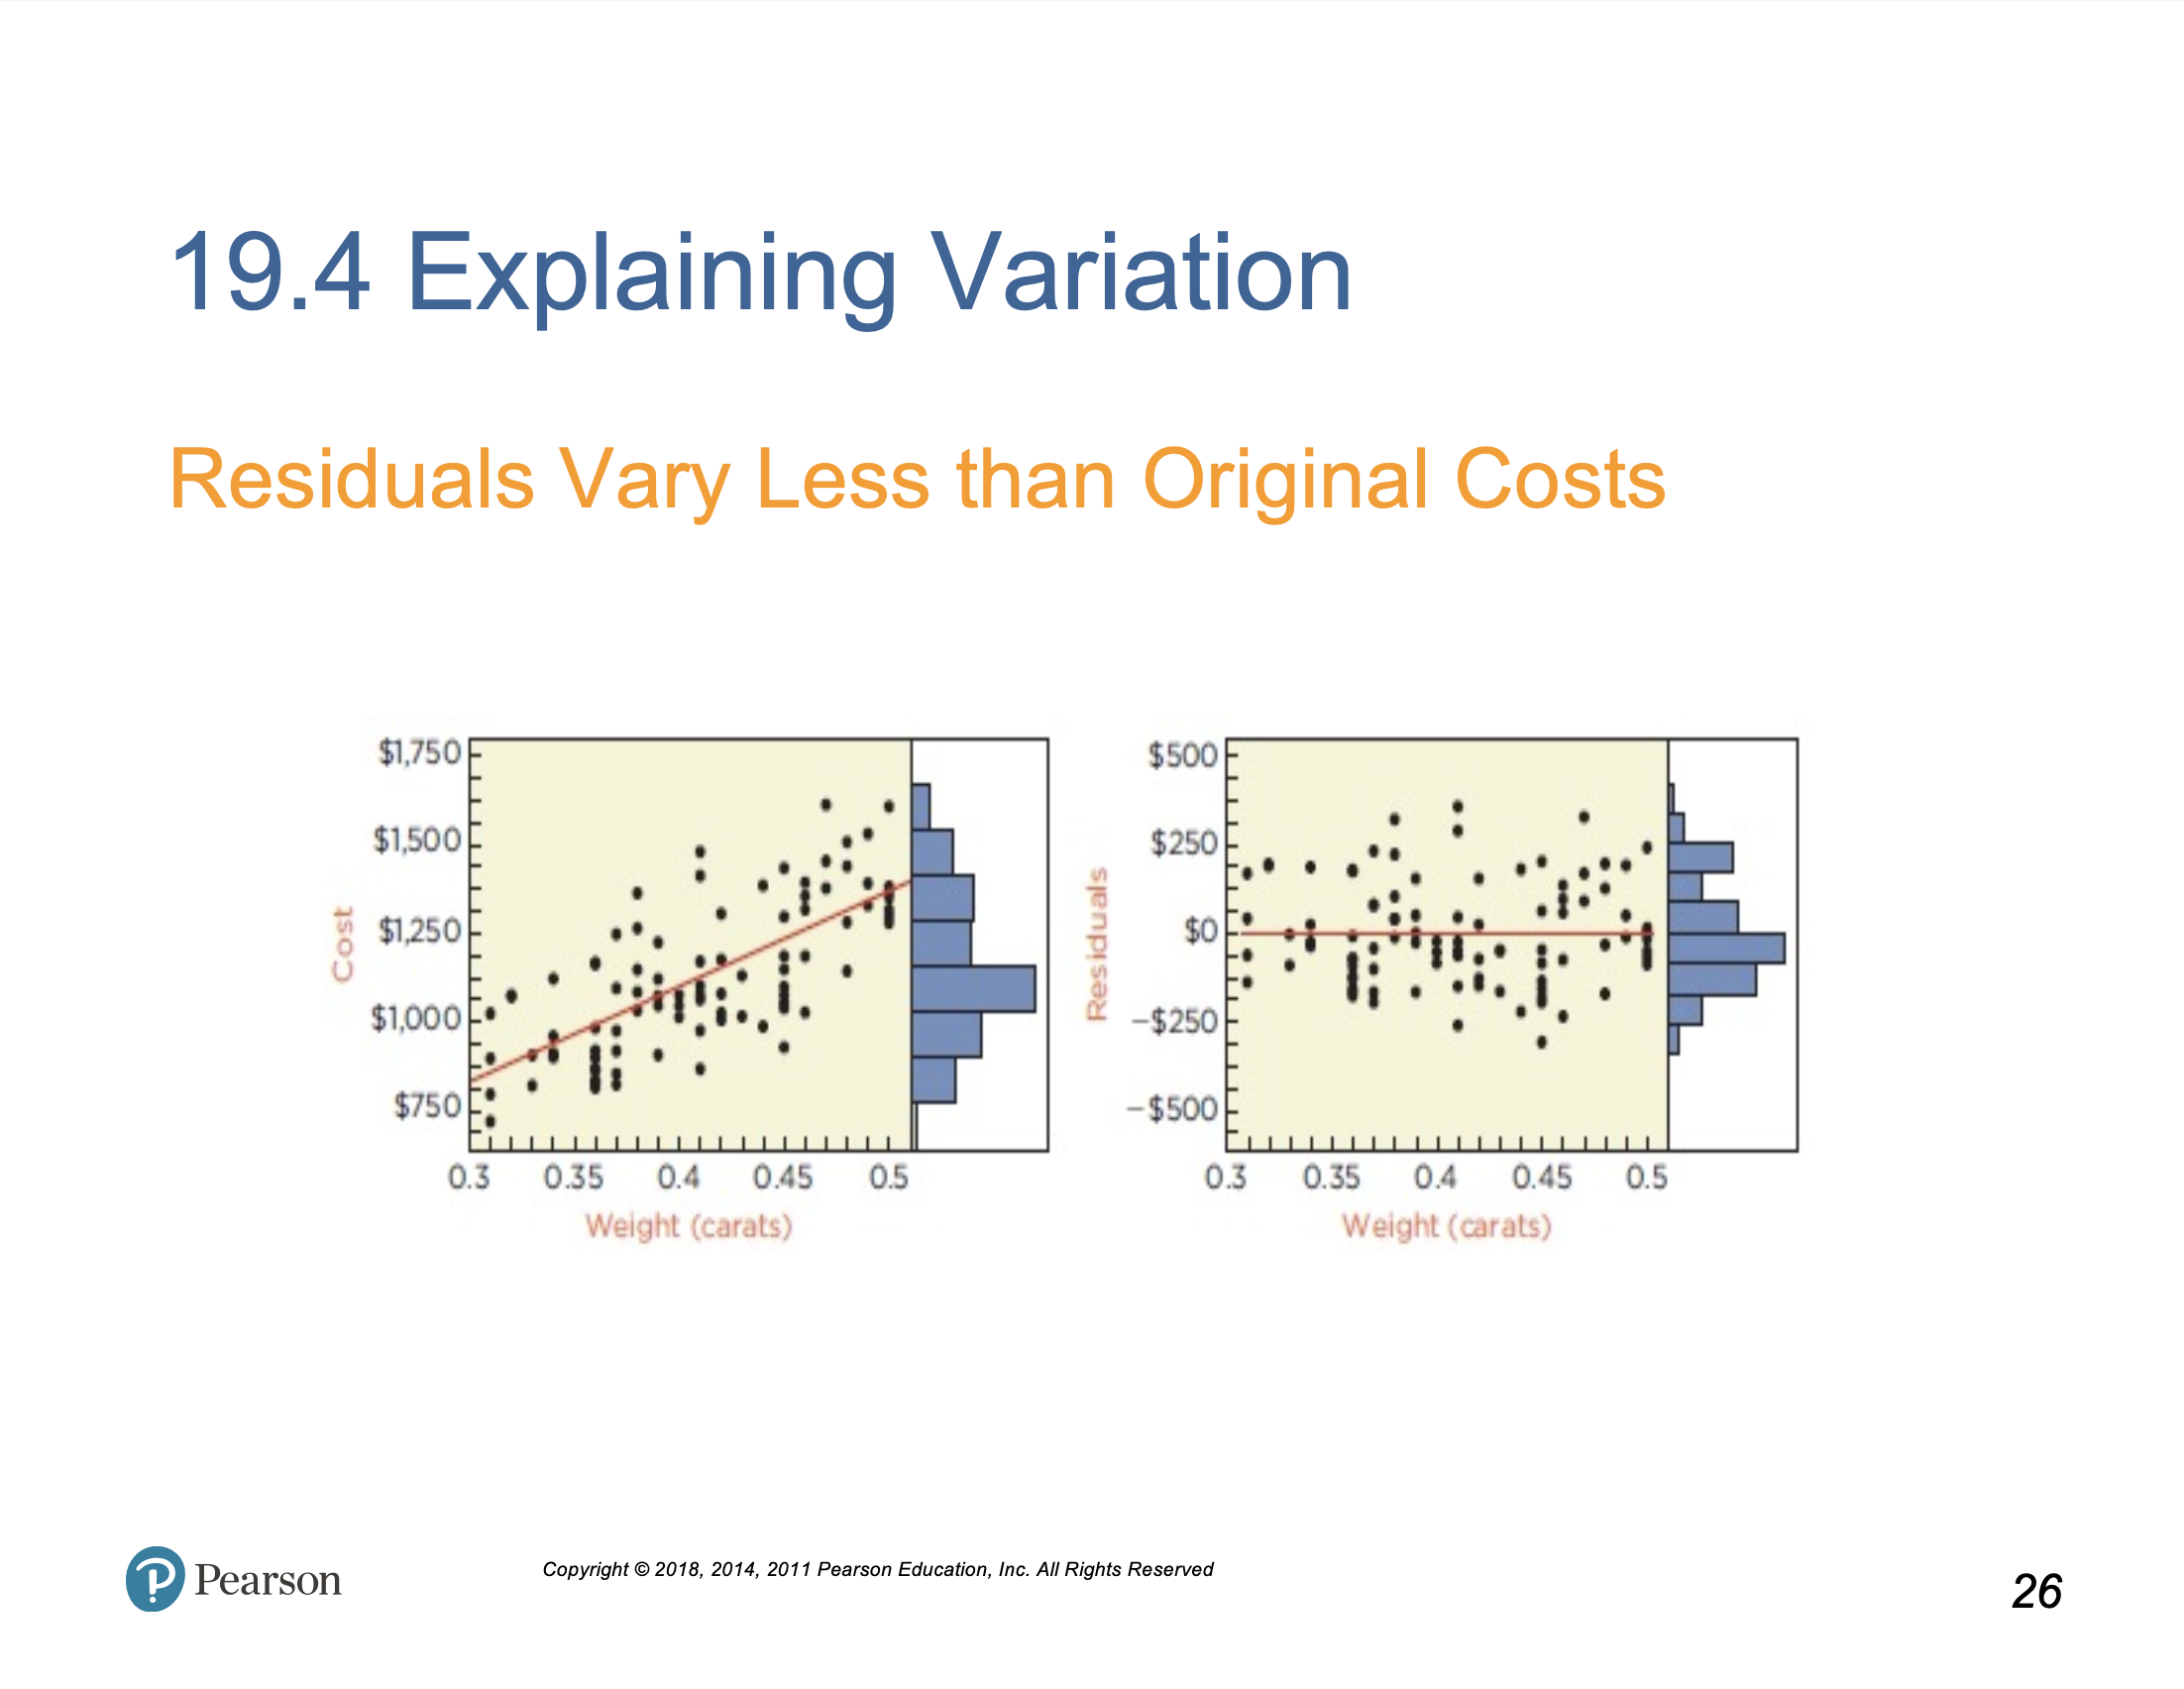 19.4 Explaining Variation
Residuals Vary Less than Original Costs
$1,750
$1,500
$1,250
$1,000
$750
Cost
0.3 0.35 0.4 0.45 0.5
Weight (carats)
$500
$250
$0
−$250
−$500
Residuals
0.3 0.35 0.4 0.45 0.5
Weight (carats)
Pearson
Copyright © 2018, 2014, 2011 Pearson Education, Inc. All Rights Reserved
26